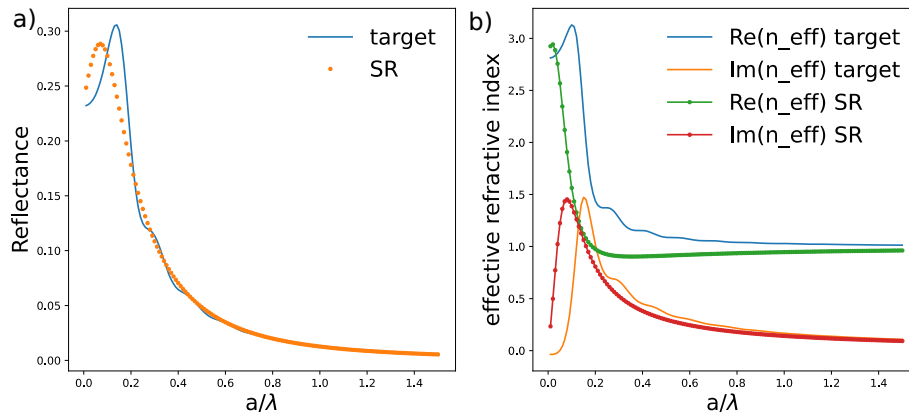 a)
target
SR
Reflectance
0.30
0.25
0.20
0.15
0.10
0.05
0.00
0.0 0.2 0.4 0.6 0.8 1.0 1.2 1.4
a/λ
b)
Re(n_eff) target
Im(n_eff) target
Re(n_eff) SR
Im(n_eff) SR
effective refractive index
3.0
2.5
2.0
1.5
1.0
0.5
0.0
0.0 0.2 0.4 0.6 0.8 1.0 1.2 1.4
a/λ